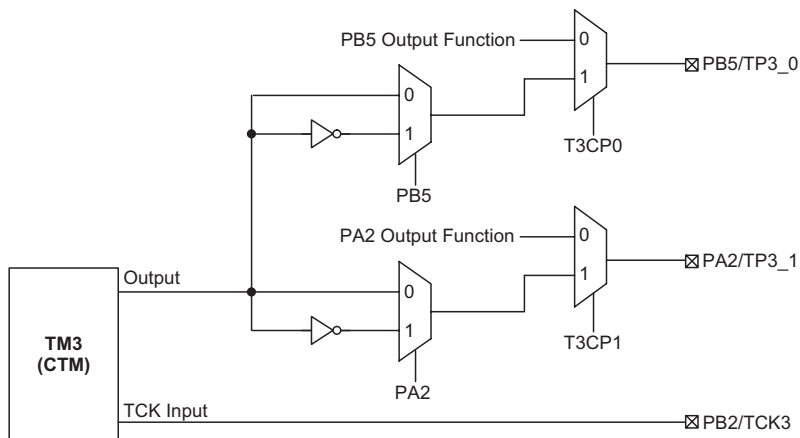 PB5 Output Function
0
1
PB5/TP3_0
T3CP0
0
1
PB5
PA2 Output Function
0
1
PA2/TP3_1
T3CP1
Output
0
1
PA2
TM3
(CTM)
TCK Input
PB2/TCK3